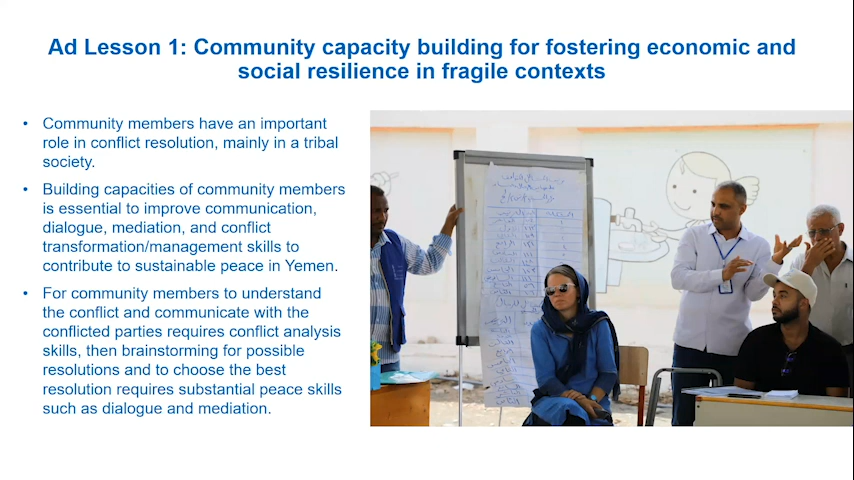 Ad Lesson 1: Community capacity building for fostering economic and
social resilience in fragile contexts
• Community members have an important
role in conflict resolution, mainly in a tribal
society.
• Building capacities of community members
is essential to improve communication,
dialogue, mediation, and conflict
transformation/management skills to
contribute to sustainable peace in Yemen.
• For community members to understand
the conflict and communicate with the
conflicted parties requires conflict analysis
skills, then brainstorming for possible
resolutions and to choose the best
resolution requires substantial peace skills
such as dialogue and mediation.